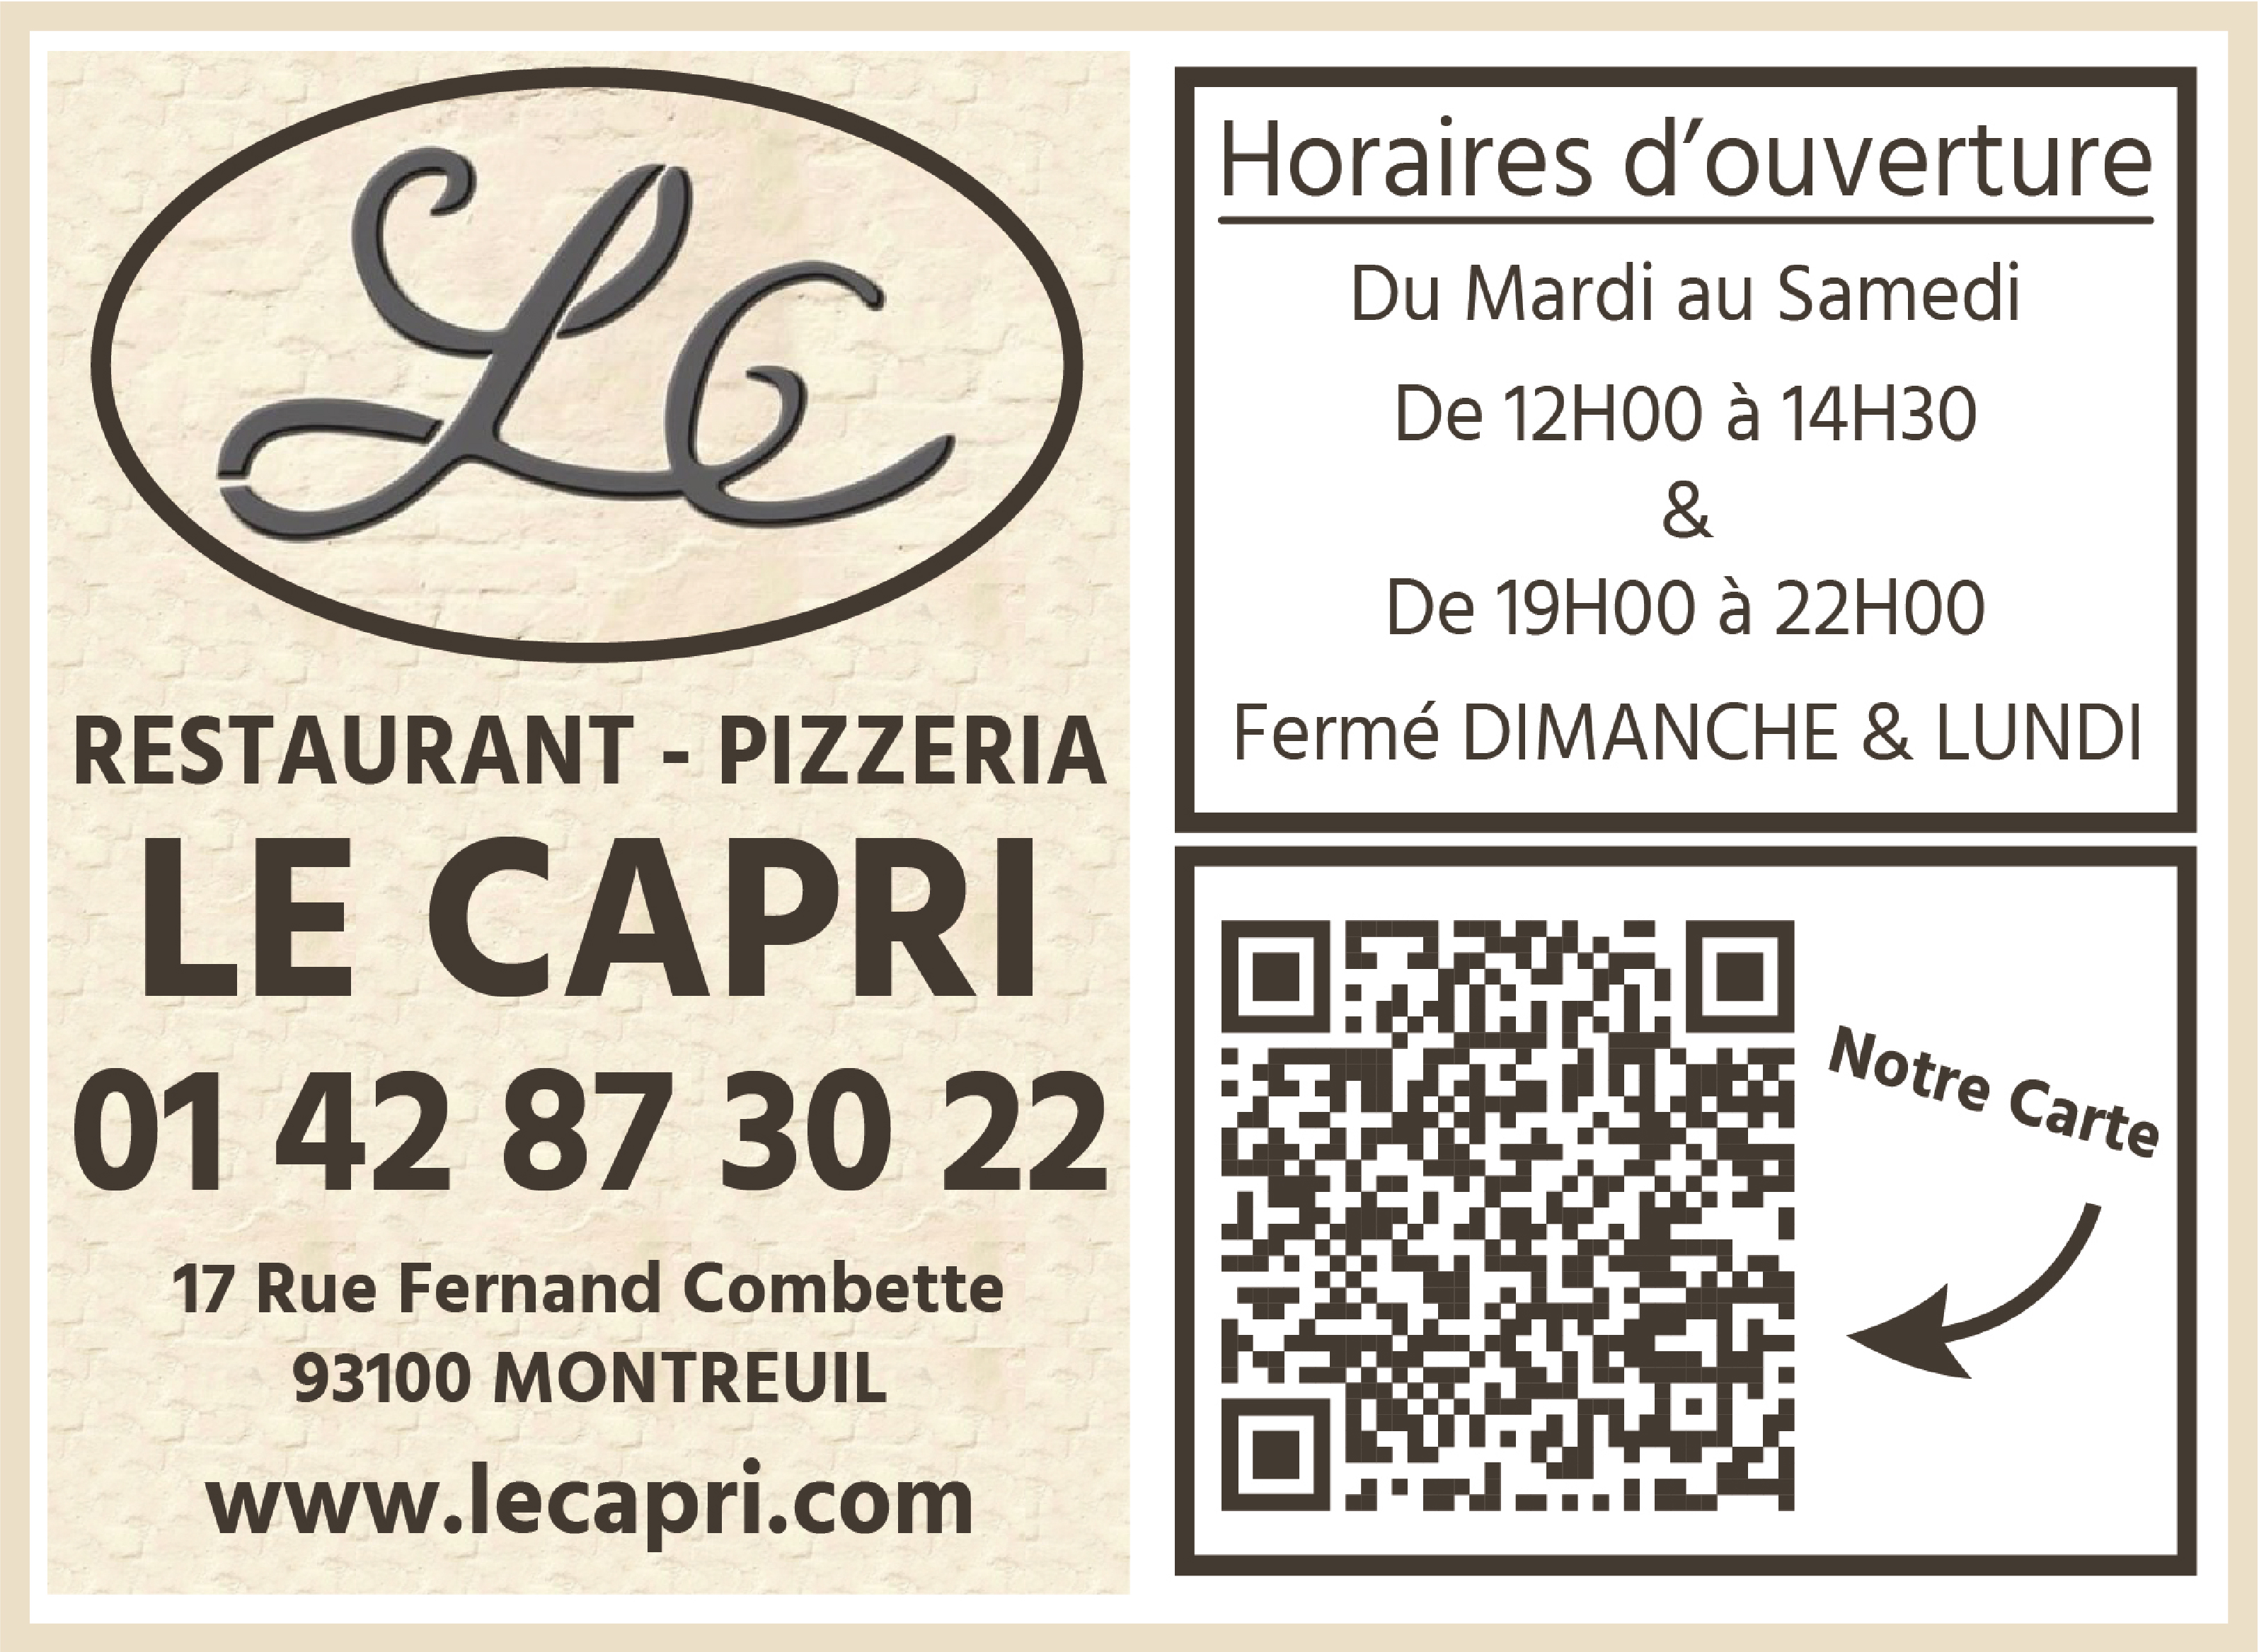 LC
RESTAURANT - PIZZERIA
LE CAPRI
01 42 87 30 22
17 Rue Fernand Combette
93100 MONTREUIL
www.lecapri.com
Horaires d’ouverture
Du Mardi au Samedi
De 12H00 à 14H30
&
De 19H00 à 22H00
Fermé DIMANCHE & LUNDI
Notre Carte